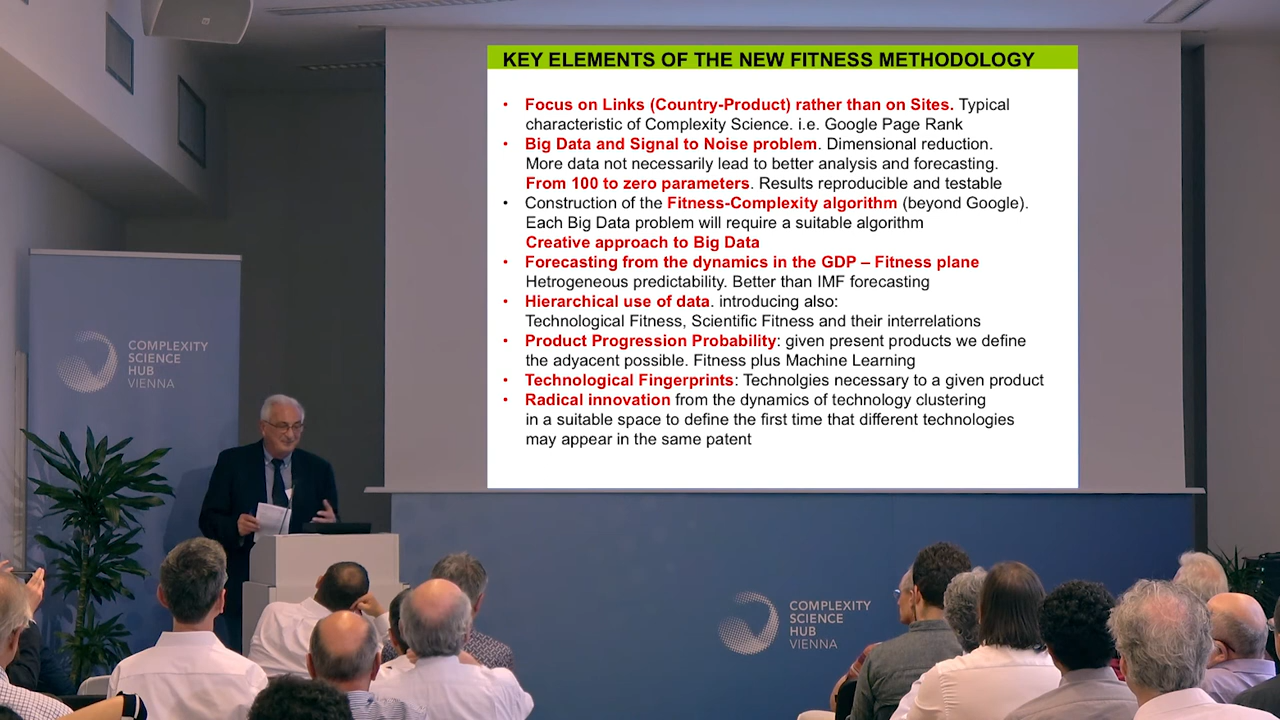 KEY ELEMENTS OF THE NEW FITNESS METHODOLOGY
• Focus on Links (Country-Product) rather than on Sites. Typical
characteristic of Complexity Science. i.e. Google Page Rank
• Big Data and Signal to Noise problem. Dimensional reduction.
More data not necessarily lead to better analysis and forecasting.
From 100 to zero parameters. Results reproducible and testable
• Construction of the Fitness-Complexity algorithm (beyond Google).
Each Big Data problem will require a suitable algorithm
Creative approach to Big Data
• Forecasting from the dynamics in the GDP – Fitness plane
Hetrogeneous predictability. Better than IMF forecasting
• Hierarchical use of data. introducing also:
Technological Fitness, Scientific Fitness and their interrelations
• Product Progression Probability: given present products we define
the adyacent possible. Fitness plus Machine Learning
• Technological Fingerprints: Technolgies necessary to a given product
• Radical innovation from the dynamics of technology clustering
in a suitable space to define the first time that different technologies
may appear in the same patent
COMPLEXITY
SCIENCE
HUB
VIENNA
COMPLEXITY
SCIENCE
HUB
VIENNA